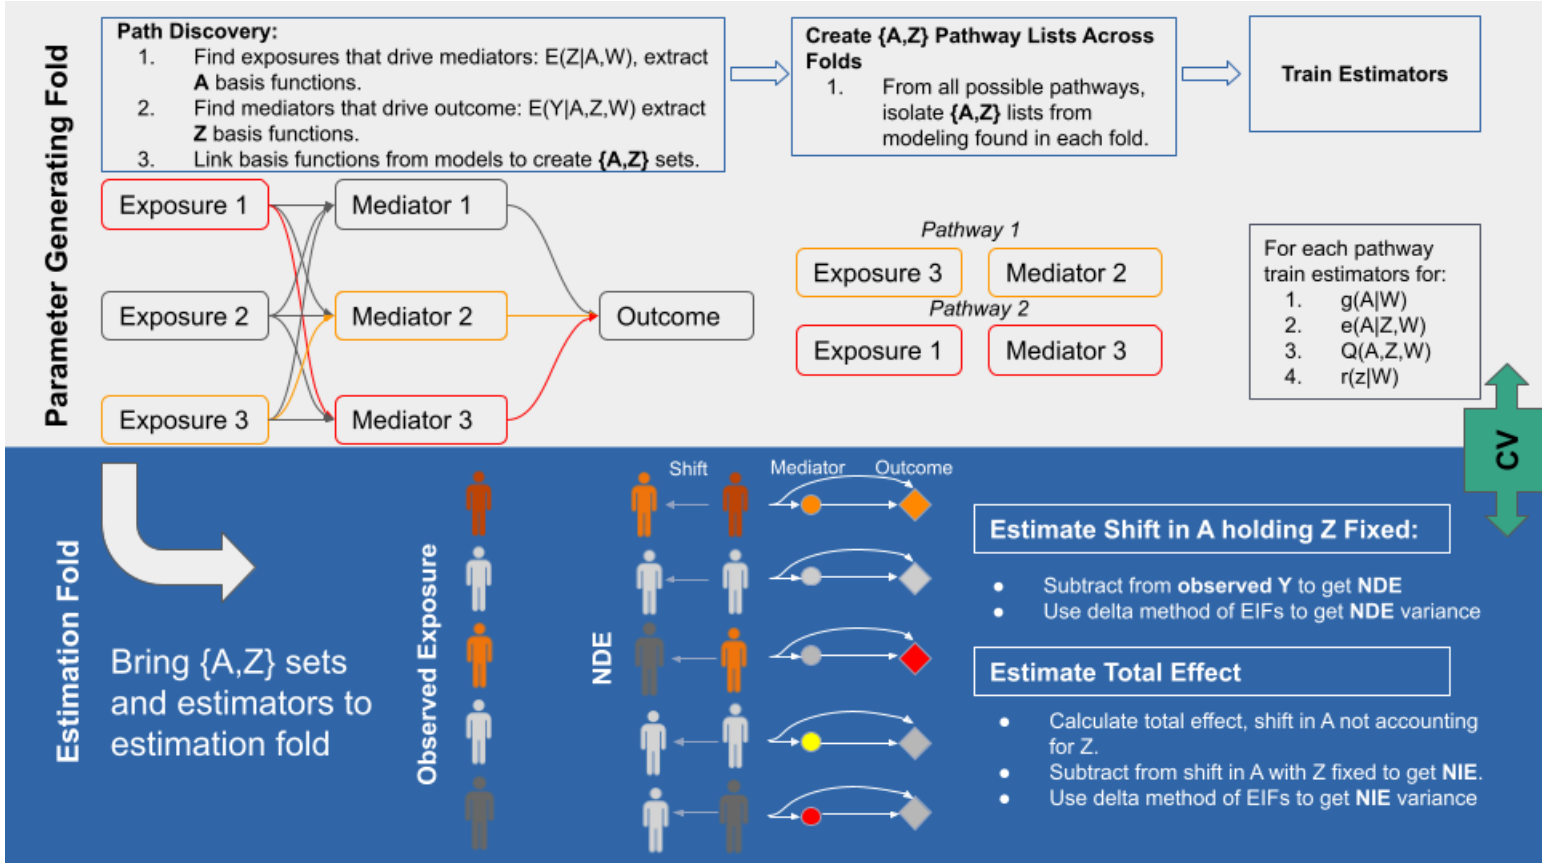 Parameter Generating Fold
Path Discovery:
1. Find exposures that drive mediators: E(Z|A,W), extract
A basis functions.
2. Find mediators that drive outcome: E(Y|A,Z,W) extract
Z basis functions.
3. Link basis functions from models to create {A,Z} sets.
Create {A,Z} Pathway Lists Across
Folds
1. From all possible pathways,
isolate {A,Z} lists from
modeling found in each fold.
Train Estimators
Exposure 1
Mediator 1
Exposure 2
Mediator 2
Outcome
Exposure 3
Mediator 3
Pathway 1
Exposure 3
Mediator 2
Pathway 2
Exposure 1
Mediator 3
For each pathway
train estimators for:
1. g(A|W)
2. e(A|Z,W)
3. Q(A,Z,W)
4. r(z|W)
CV
Estimation Fold
Bring {A,Z} sets
and estimators to
estimation fold
Observed Exposure
NDE
Shift
Mediator
Outcome
Estimate Shift in A holding Z Fixed:
● Subtract from observed Y to get NDE
● Use delta method of EIFs to get NDE variance
Estimate Total Effect
● Calculate total effect, shift in A not accounting
for Z.
● Subtract from shift in A with Z fixed to get NIE.
● Use delta method of EIFs to get NIE variance